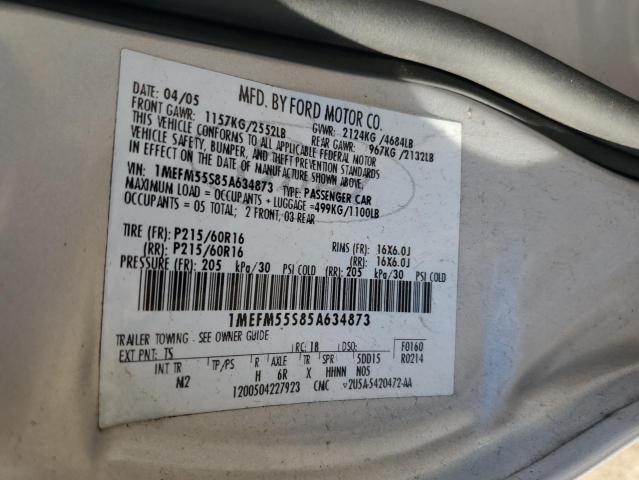 DATE: 04/05 MFD. BY FORD MOTOR CO.
FRONT GAWR: 1157KG/2552LB GVWR: 2124KG/4684LB
REAR GAWR: 967KG/2132LB
THIS VEHICLE CONFORMS TO ALL APPLICABLE FEDERAL MOTOR
VEHICLE SAFETY, BUMPER, AND THEFT PREVENTION STANDARDS
IN EFFECT ON THE DATE OF MANUFACTURE SHOWN ABOVE.
VIN: 1MEFM55S85A634873 TYPE: PASSENGER CAR
MAXIMUM LOAD = OCCUPANTS + LUGGAGE =499KG/1100LB
OCCUPANTS = 05 TOTAL; 2 FRONT, 03 REAR
TIRE (FR): P215/60R16 RINS (FR): 16X6.0J
(RR): P215/60R16 (RR): 16X6.0J
PRESSURE (FR): 205 kPa/30 PSI COLD (RR): 205 kPa/30 PSI COLD
1MEFM55S85A634873
TRAILER TOWING - SEE OWNER GUIDE
EXT PNT: TS RC: 18 DSO: F0160
INT TR TP/PS R AXLE TR SPR 5DD15 R0214
M2 H 6R X HHNN N05
1200504227923 CMC 2U5A-5420472-AA